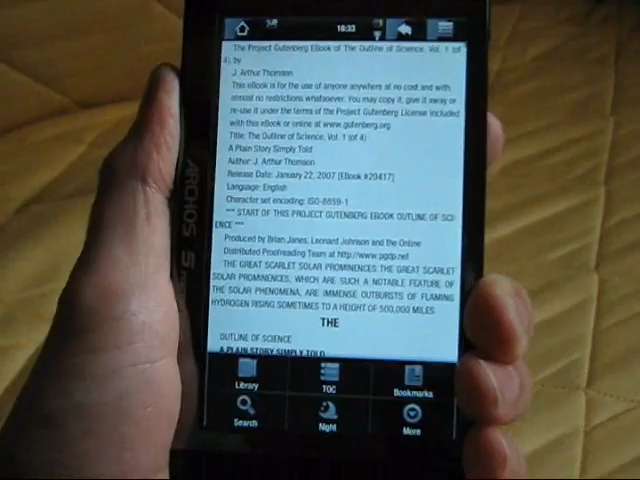 16:33
The Project Gutenberg EBook of The Outline of Science, Vol. 1 (of
4), by
J. Arthur Thomson
This eBook is for the use of anyone anywhere at no cost and with
almost no restrictions whatsoever. You may copy it, give it away or
re-use it under the terms of the Project Gutenberg License included
with this eBook or online at www.gutenberg.org
Title: The Outline of Science, Vol. 1 (of 4)
A Plain Story Simply Told
Author: J. Arthur Thomson
Release Date: January 22, 2007 [EBook #20417]
Language: English
Character set encoding: ISO-8859-1
*** START OF THIS PROJECT GUTENBERG EBOOK OUTLINE OF SCI-
ENCE ***
Produced by Brian Janes, Leonard Johnson and the Online
Distributed Proofreading Team at http://www.pgdp.net
THE GREAT SCARLET SOLAR PROMINENCES THE GREAT SCARLET
SOLAR PROMINENCES, WHICH ARE SUCH A NOTABLE FEATURE OF
THE SOLAR PHENOMENA, ARE IMMENSE OUTBURSTS OF FLAMING
HYDROGEN RISING SOMETIMES TO A HEIGHT OF 500,000 MILES
THE
OUTLINE OF SCIENCE
A PLAIN STORY SIMPLY TOLD
Library TOC Bookmarks
Search Night More
ARCHOS 5